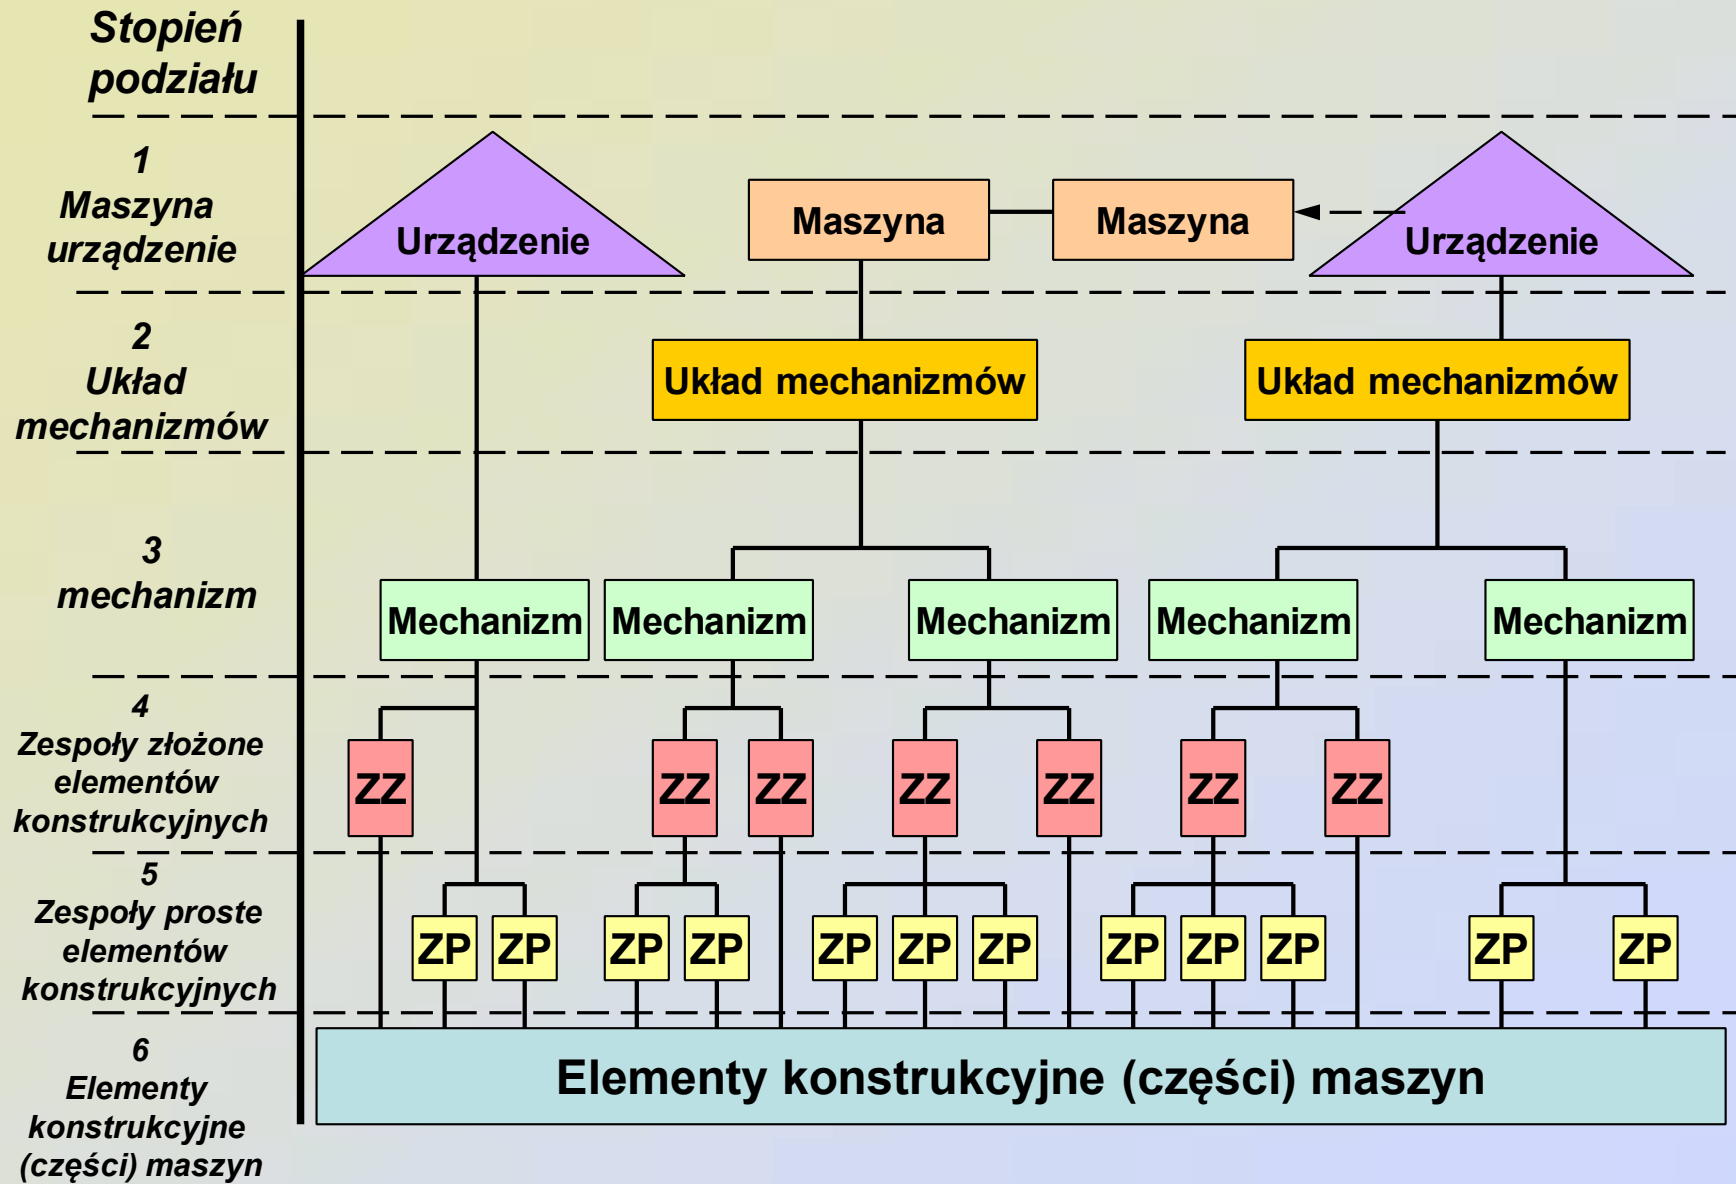 Stopień
podziału
1
Maszyna
urządzenie
Urządzenie
Maszyna
Maszyna
Urządzenie
2
Układ
mechanizmów
Układ mechanizmów
Układ mechanizmów
3
mechanizm
Mechanizm
Mechanizm
Mechanizm
Mechanizm
Mechanizm
4
Zespoły złożone
elementów
konstrukcyjnych
ZZ
ZZ
ZZ
ZZ
ZZ
ZZ
ZZ
5
Zespoły proste
elementów
konstrukcyjnych
ZP
ZP
ZP
ZP
ZP
ZP
ZP
ZP
ZP
ZP
ZP
ZP
6
Elementy
konstrukcyjne
(części) maszyn
Elementy konstrukcyjne (części) maszyn